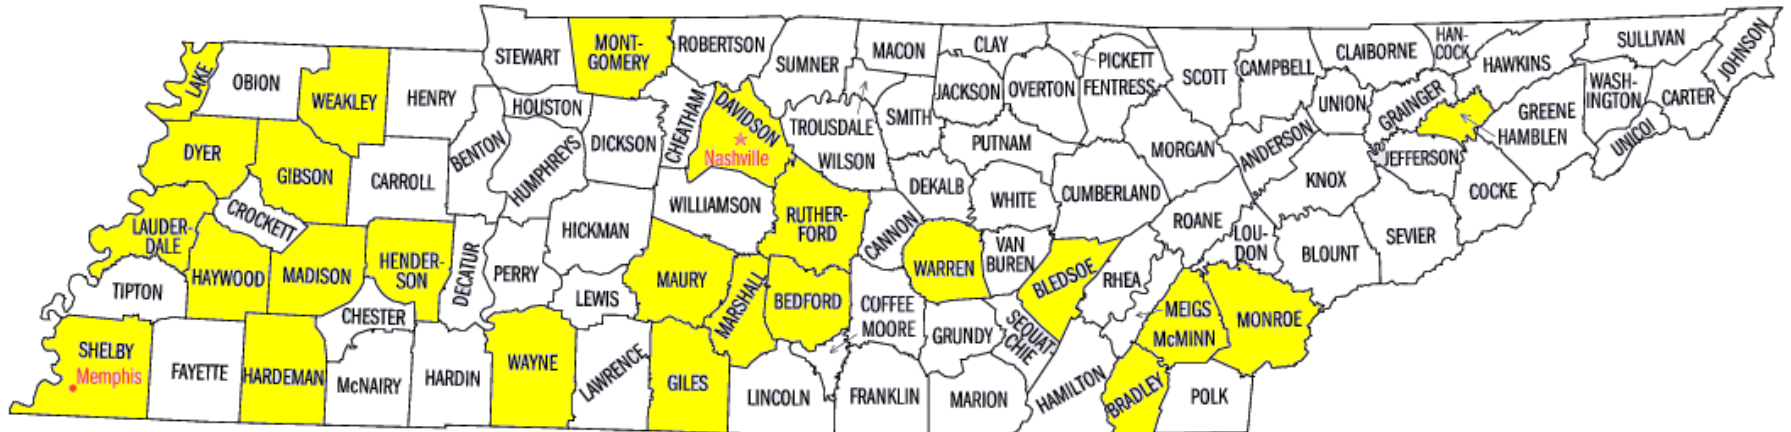 STEWART
MONT-
GOMERY
ROBERTSON
SUMNER
MACON
CLAY
PICKETT
FENTRESS
SCOTT
CAMPBELL
CLAIBORNE
HAN-
COCK
HAWKINS
SULLIVAN
JOHNSON
LAKE
OBION
WEAKLEY
HENRY
HOUSTON
DICKSON
CHEATHAM
DAVIDSON
Nashville
TROUSDALE
WILSON
SMITH
JACKSON
OVERTON
PUTNAM
MORGAN
ANDERSON
UNION
GRAINGER
HAMBLEN
JEFFERSON
GREENE
WASH-
INGTON
UNICOI
CARTER
DYER
GIBSON
CARROLL
BENTON
HUMPHREYS
HICKMAN
WILLIAMSON
RUTHER-
FORD
CANNON
DEKALB
WHITE
CUMBERLAND
ROANE
LOU-
DON
KNOX
BLOUNT
SEVIER
COCKE
LAUDER-
DALE
CROCKETT
HAYWOOD
MADISON
HENDER-
SON
DECATUR
PERRY
LEWIS
MAURY
MARSHALL
BEDFORD
COFFEE
MOORE
WARREN
VAN
BUREN
BLEDSOE
RHEA
MEIGS
McMINN
MONROE
TIPTON
CHESTER
SHELBY
Memphis
FAYETTE
HARDEMAN
McNAIRY
HARDIN
WAYNE
LAWRENCE
GILES
LINCOLN
FRANKLIN
GRUNDY
SEQUAT-
CHIE
MARION
HAMILTON
BRADLEY
POLK